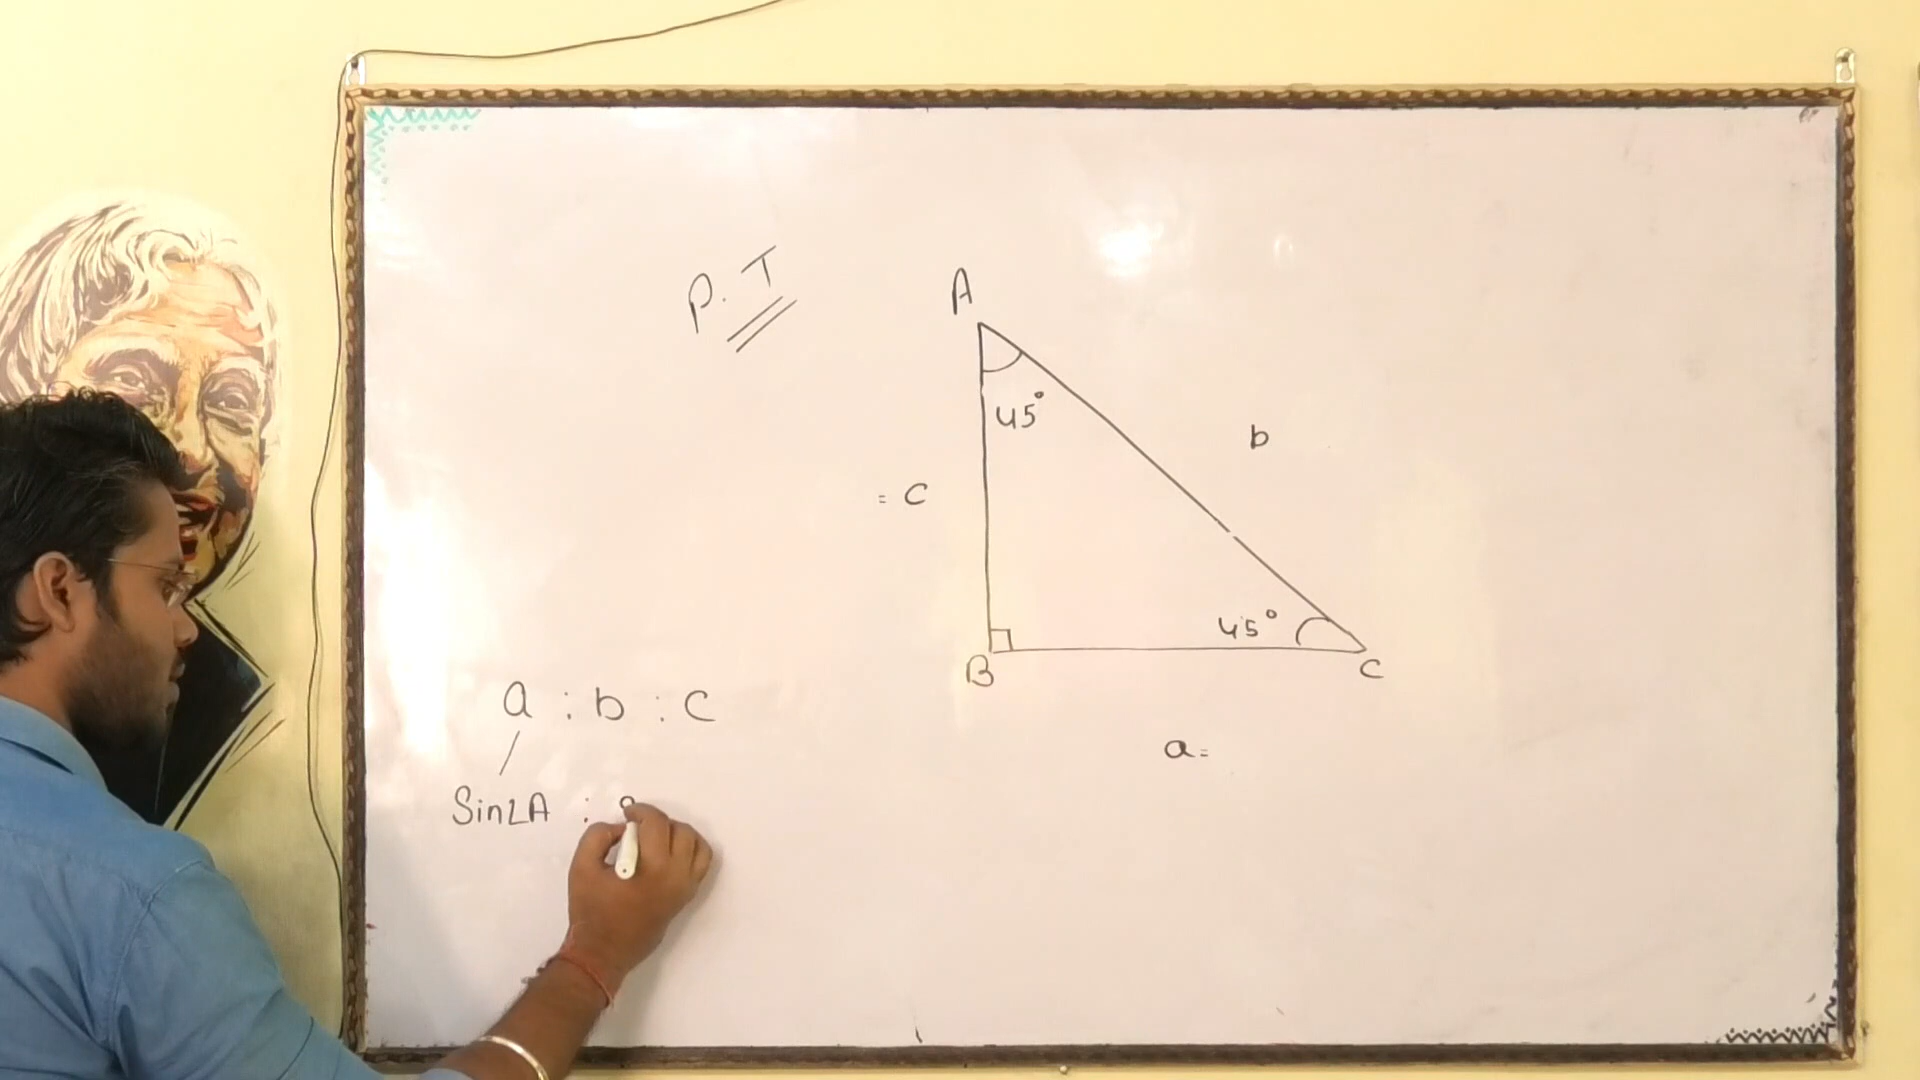 P. T
A
45°
b
= c
45°
B
C
a : b : c
a =
Sin∠A :